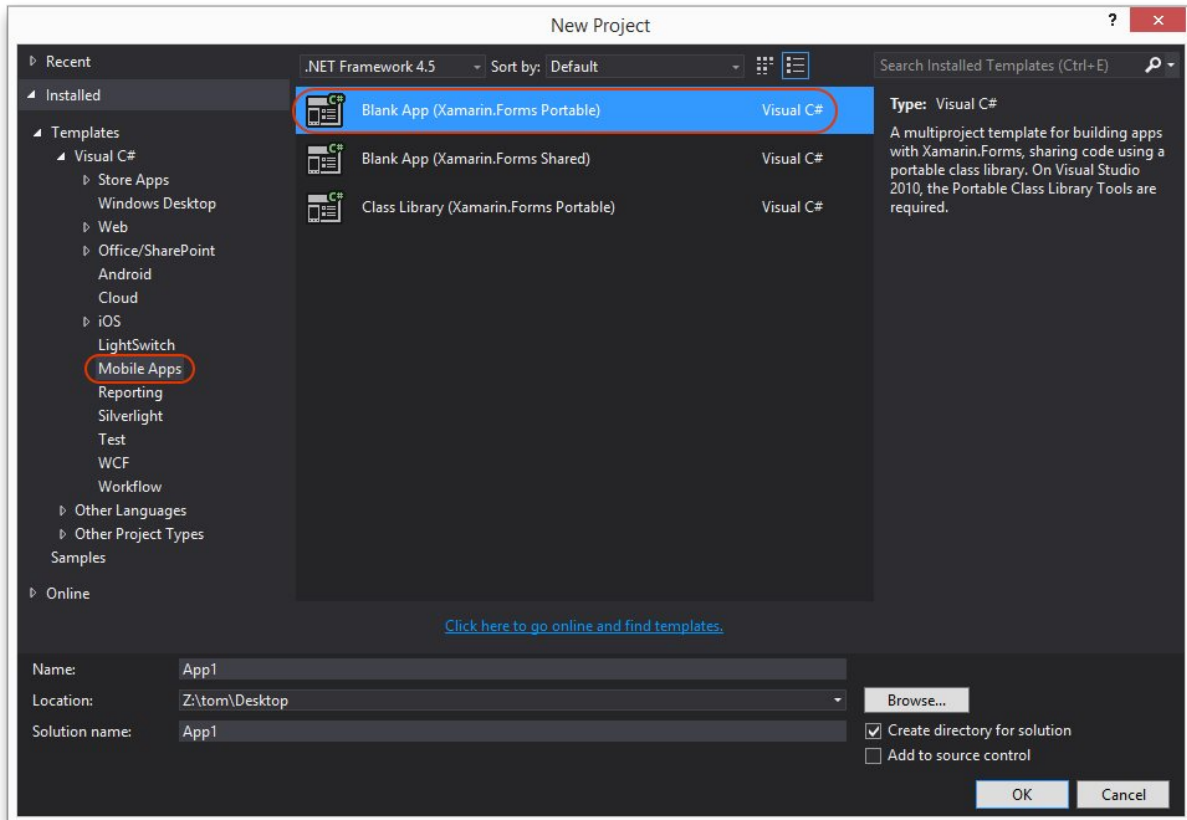 New Project
?
Recent
Installed
Templates
Visual C#
Store Apps
Windows Desktop
Web
Office/SharePoint
Android
Cloud
iOS
LightSwitch
Mobile Apps
Reporting
Silverlight
Test
WCF
Workflow
Other Languages
Other Project Types
Samples
Online
.NET Framework 4.5 Sort by: Default
C# Blank App (Xamarin.Forms Portable) Visual C#
C# Blank App (Xamarin.Forms Shared) Visual C#
C# Class Library (Xamarin.Forms Portable) Visual C#
Click here to go online and find templates.
Search Installed Templates (Ctrl+E)
Type: Visual C#
A multiproject template for building apps
with Xamarin.Forms, sharing code using a
portable class library. On Visual Studio
2010, the Portable Class Library Tools are
required.
Name: App1
Location: Z:\tom\Desktop Browse...
Solution name: App1
Create directory for solution
Add to source control
OK Cancel